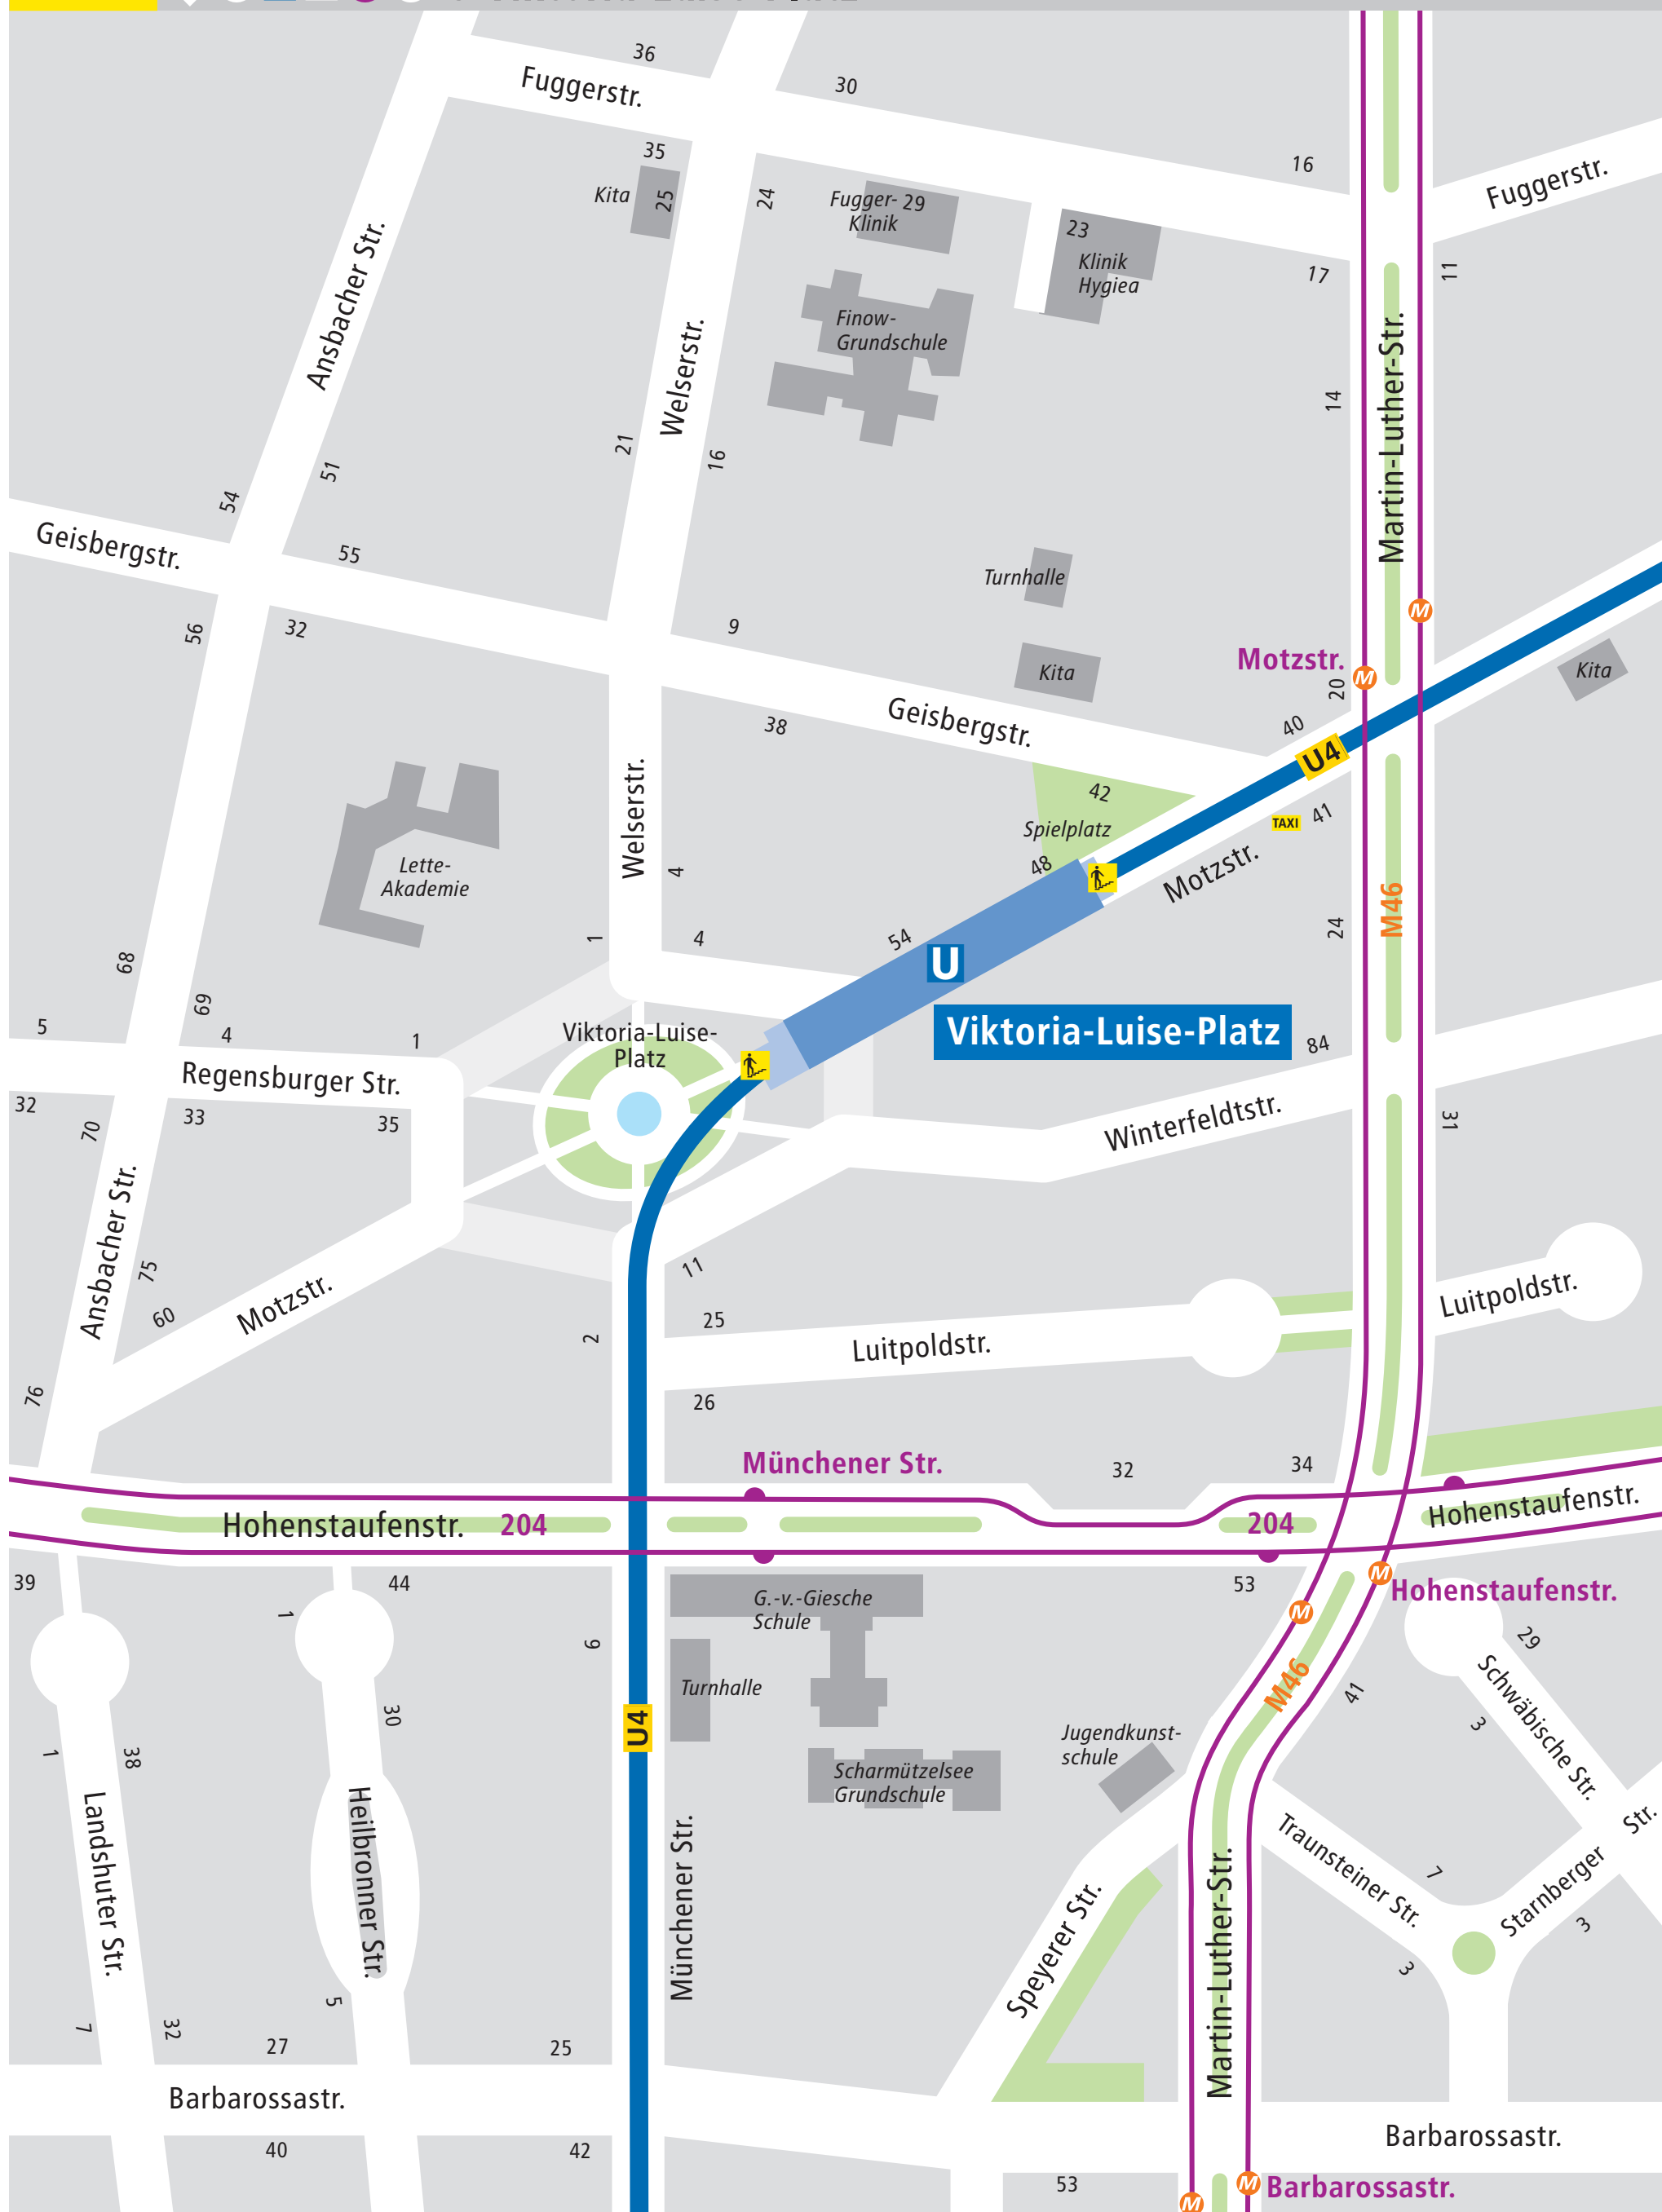 36
Fuggerstr.
30
35
Kita
25
24
Fugger-
Klinik
29
16
Fuggerstr.
23
Klinik
Hygiea
17
11
Ansbacher Str.
Finow-
Grundschule
Welserstr.
14
Martin-Luther-Str.
21
16
51
54
Geisbergstr.
55
Turnhalle
M
56
32
9
Motzstr.
M
20
Kita
Kita
Geisbergstr.
38
40
U4
Welserstr.
42
Spielplatz
TAXI
41
Lette-
Akademie
4
48
Motzstr.
M46
24
1
4
54
U
68
69
5
4
1
Viktoria-Luise-
Platz
Viktoria-Luise-Platz
84
Regensburger Str.
32
33
35
70
Winterfeldtstr.
31
Ansbacher Str.
75
60
Motzstr.
11
25
2
Luitpoldstr.
Luitpoldstr.
76
26
Münchener Str.
32
34
Hohenstaufenstr.
204
204
Hohenstaufenstr.
39
44
53
M
Hohenstaufenstr.
1
G.-v.-Giesche
Schule
M
9
29
Turnhalle
M46
41
Schwäbische Str.
3
30
U4
1
38
Jugendkunst-
schule
Scharmützelsee
Grundschule
Landshuter Str.
Heilbronner Str.
Münchener Str.
Traunsteiner Str.
7
Starnberger
Str.
3
3
Speyerer Str.
Martin-Luther-Str.
5
7
32
27
25
Barbarossastr.
40
42
Barbarossastr.
53
M
Barbarossastr.
M